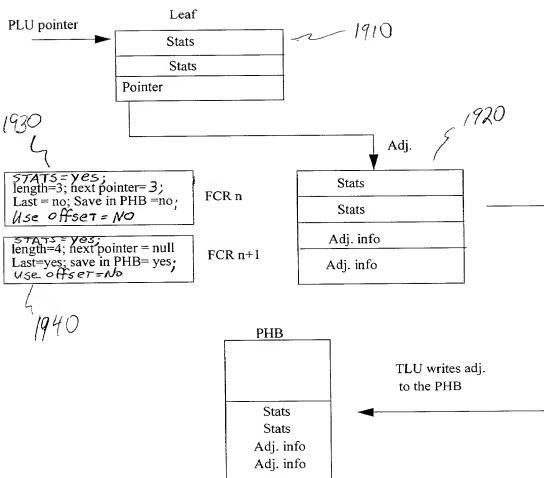 Leaf
PLU pointer
Stats
1910
Stats
Pointer
1930
1920
Adj.
STATS=yes;
length=3; next pointer= 3;
Last = no; Save in PHB =no;
Use offset = NO
FCR n
Stats
Stats
Adj. info
Adj. info
STATS=yes;
length=4; next pointer = null
Last=yes; save in PHB= yes;
use offset=No
FCR n+1
1940
PHB
TLU writes adj.
to the PHB
Stats
Stats
Adj. info
Adj. info